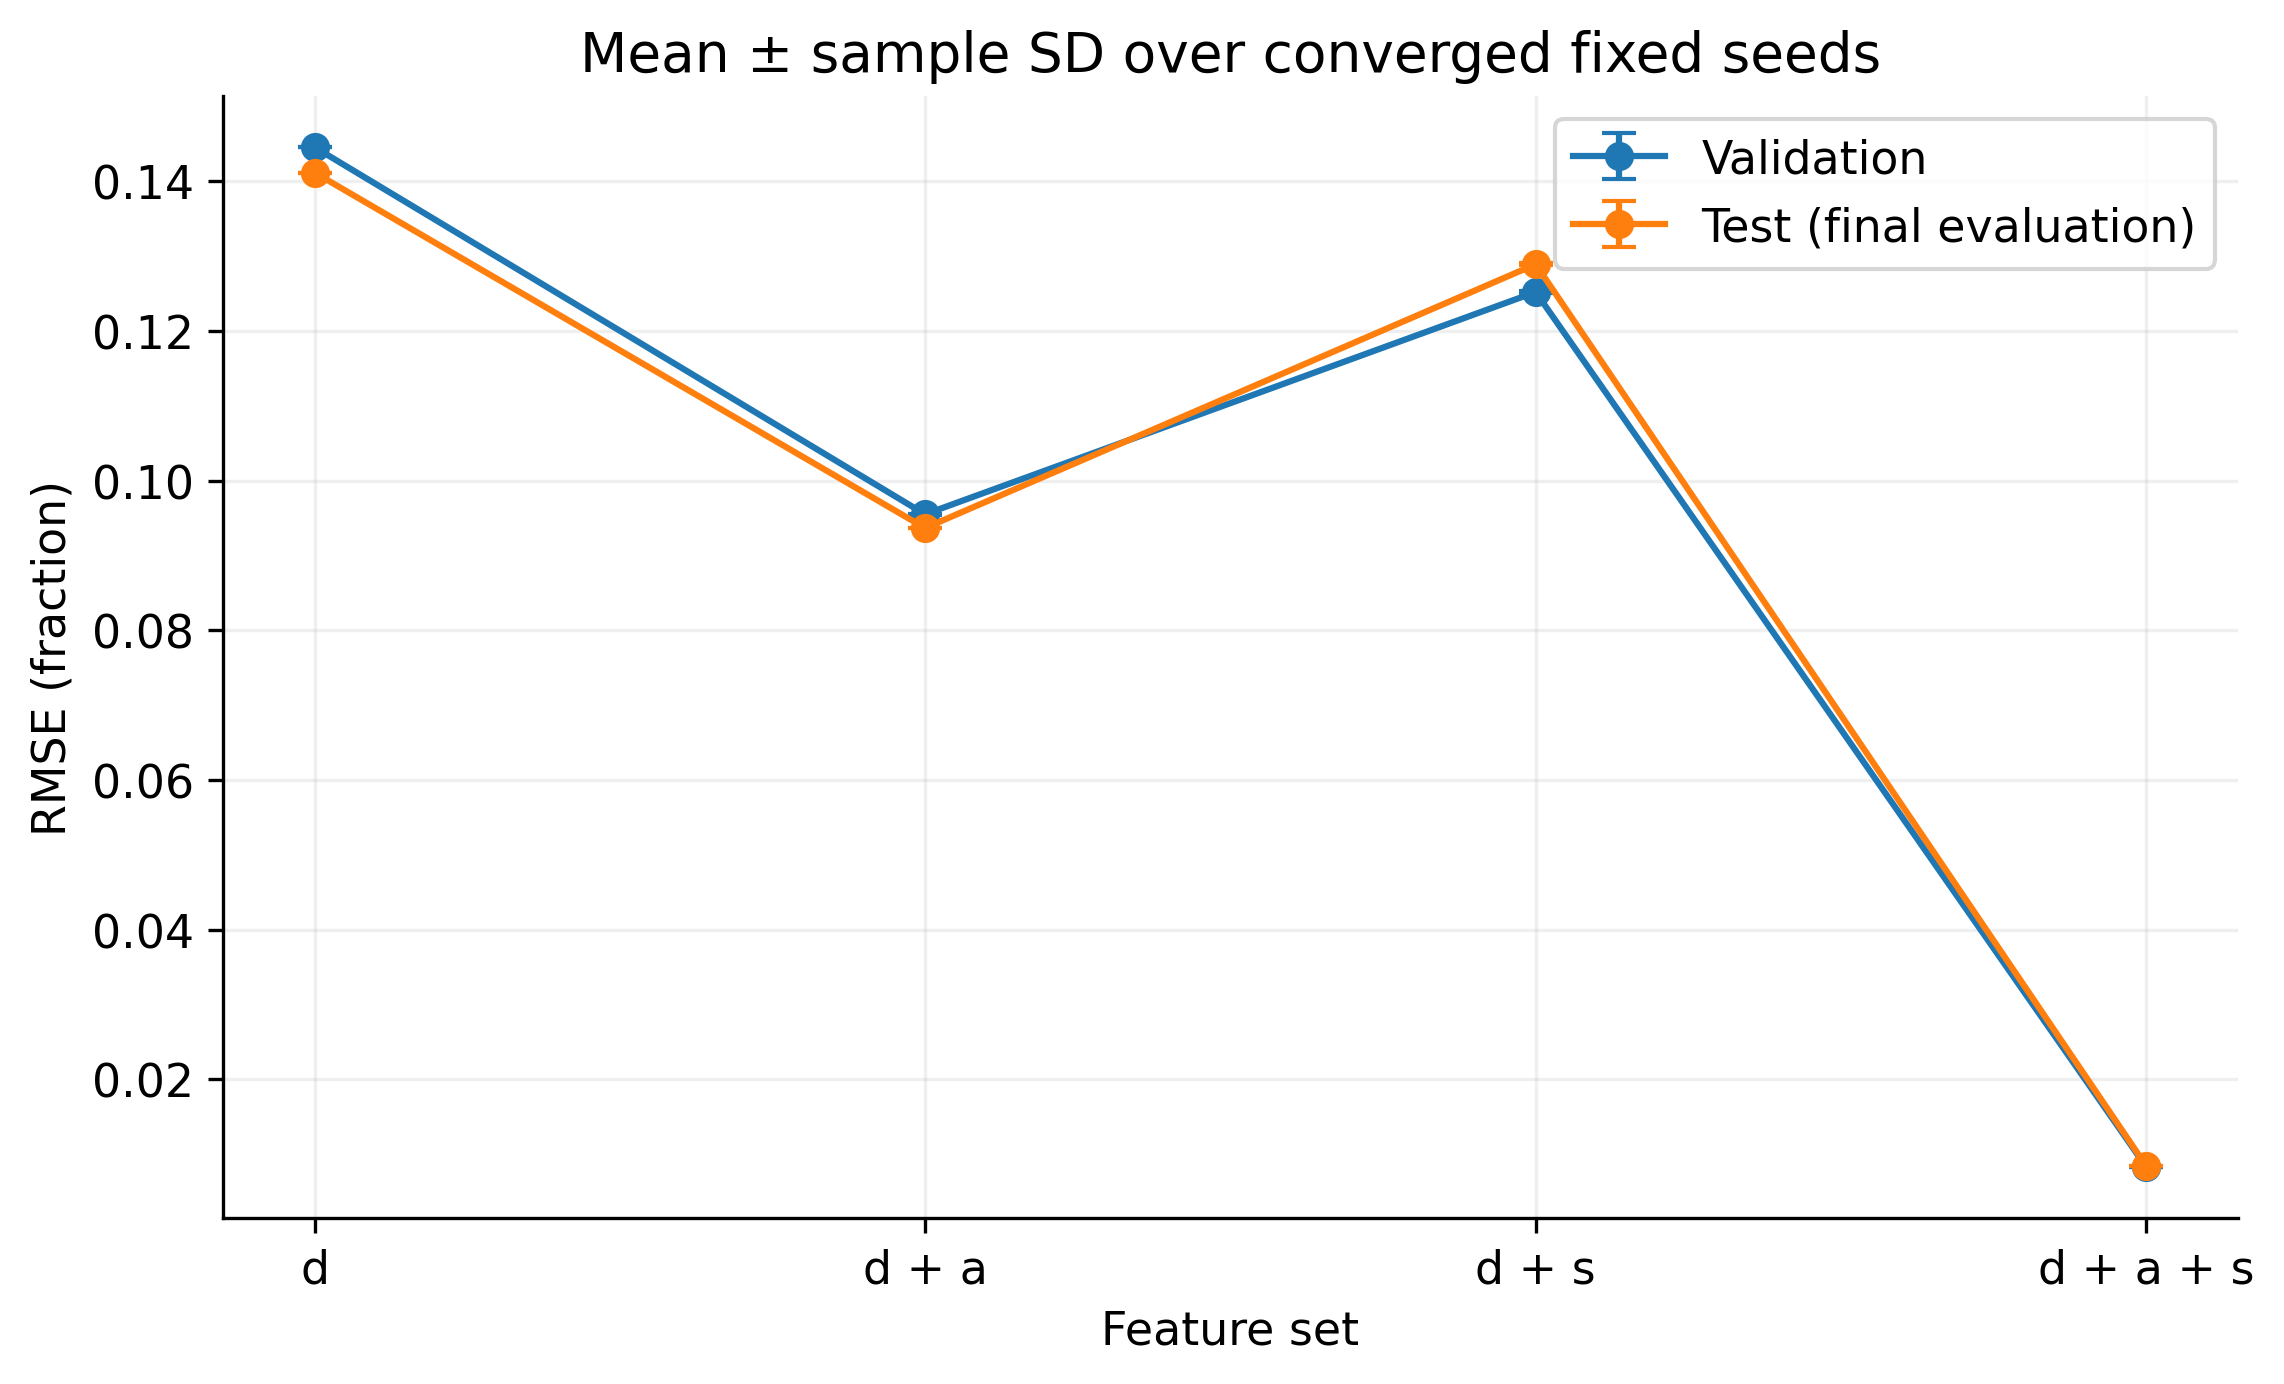 Mean ± sample SD over converged fixed seeds
Validation
Test (final evaluation)
RMSE (fraction)
0.14
0.12
0.10
0.08
0.06
0.04
0.02
d
d + a
d + s
d + a + s
Feature set